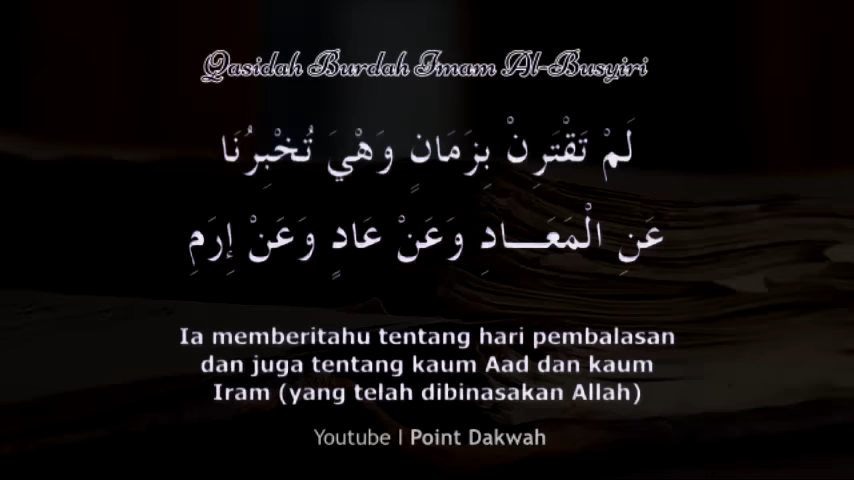 Qasidah Burdah Imam Al-Busyiri
لَمْ تَقْتَرِنْ بِزَمَانٍ وَهْيَ تُخْبِرُنَا
عَنِ الْمَعَـــادِ وَعَنْ عَادٍ وَعَنْ إِرَمِ
Ia memberitahu tentang hari pembalasan
dan juga tentang kaum Aad dan kaum
Iram (yang telah dibinasakan Allah)
Youtube | Point Dakwah